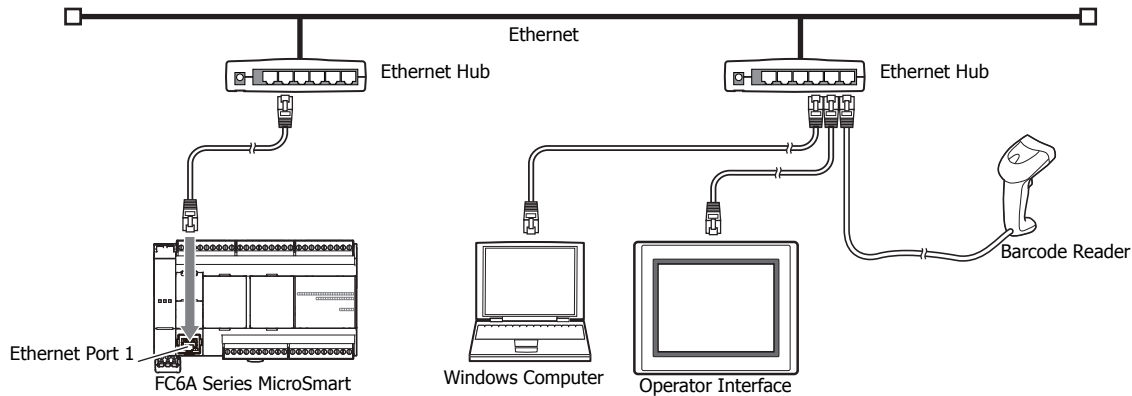 Ethernet
Ethernet Hub
Ethernet Hub
Barcode Reader
Ethernet Port 1
FC6A Series MicroSmart
Windows Computer
Operator Interface